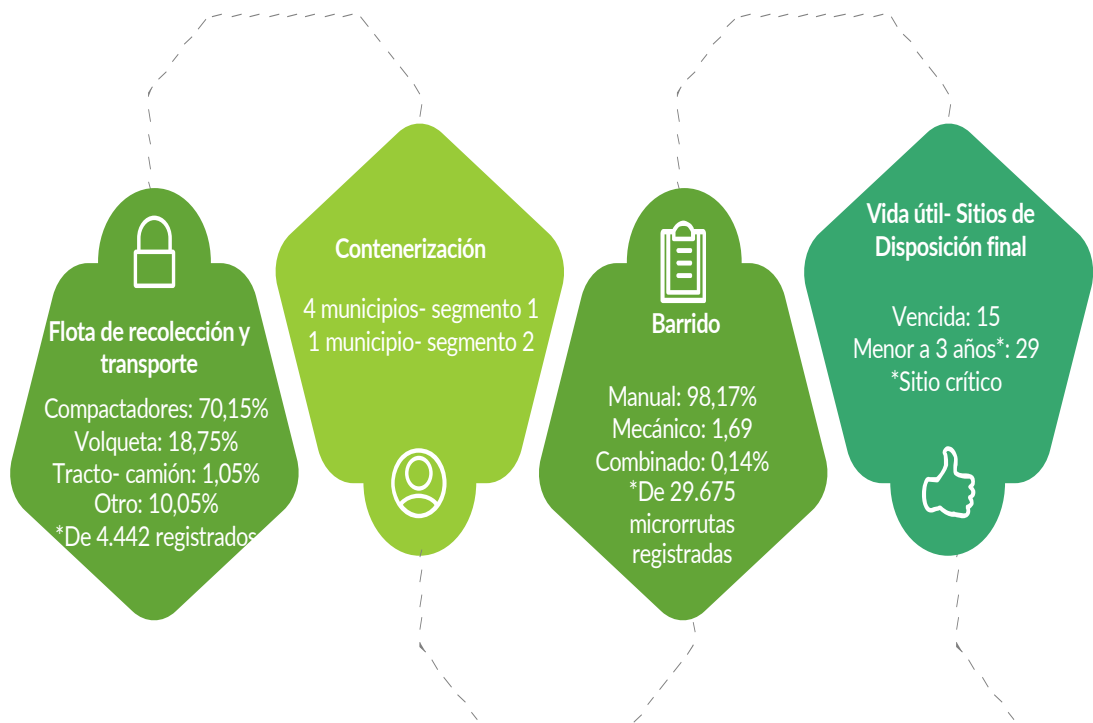 Flota de recolección y
transporte
Compactadores: 70,15%
Volqueta: 18,75%
Tracto- camión: 1,05%
Otro: 10,05%
*De 4.442 registrados
Contenerización
4 municipios- segmento 1
1 municipio- segmento 2
Barrido
Manual: 98,17%
Mecánico: 1,69
Combinado: 0,14%
*De 29.675
microrrutas
registradas
Vida útil- Sitios de
Disposición final
Vencida: 15
Menor a 3 años*: 29
*Sitio crítico